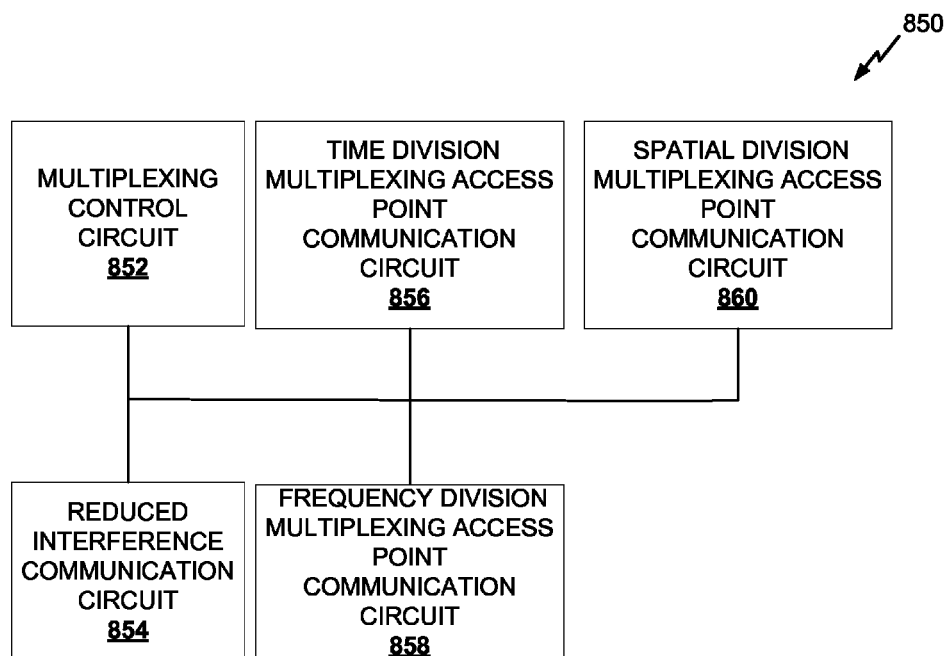 850
MULTIPLEXING
CONTROL
CIRCUIT
852
TIME DIVISION
MULTIPLEXING ACCESS
POINT
COMMUNICATION
CIRCUIT
856
SPATIAL DIVISION
MULTIPLEXING ACCESS
POINT
COMMUNICATION
CIRCUIT
860
REDUCED
INTERFERENCE
COMMUNICATION
CIRCUIT
854
FREQUENCY DIVISION
MULTIPLEXING ACCESS
POINT
COMMUNICATION
CIRCUIT
858